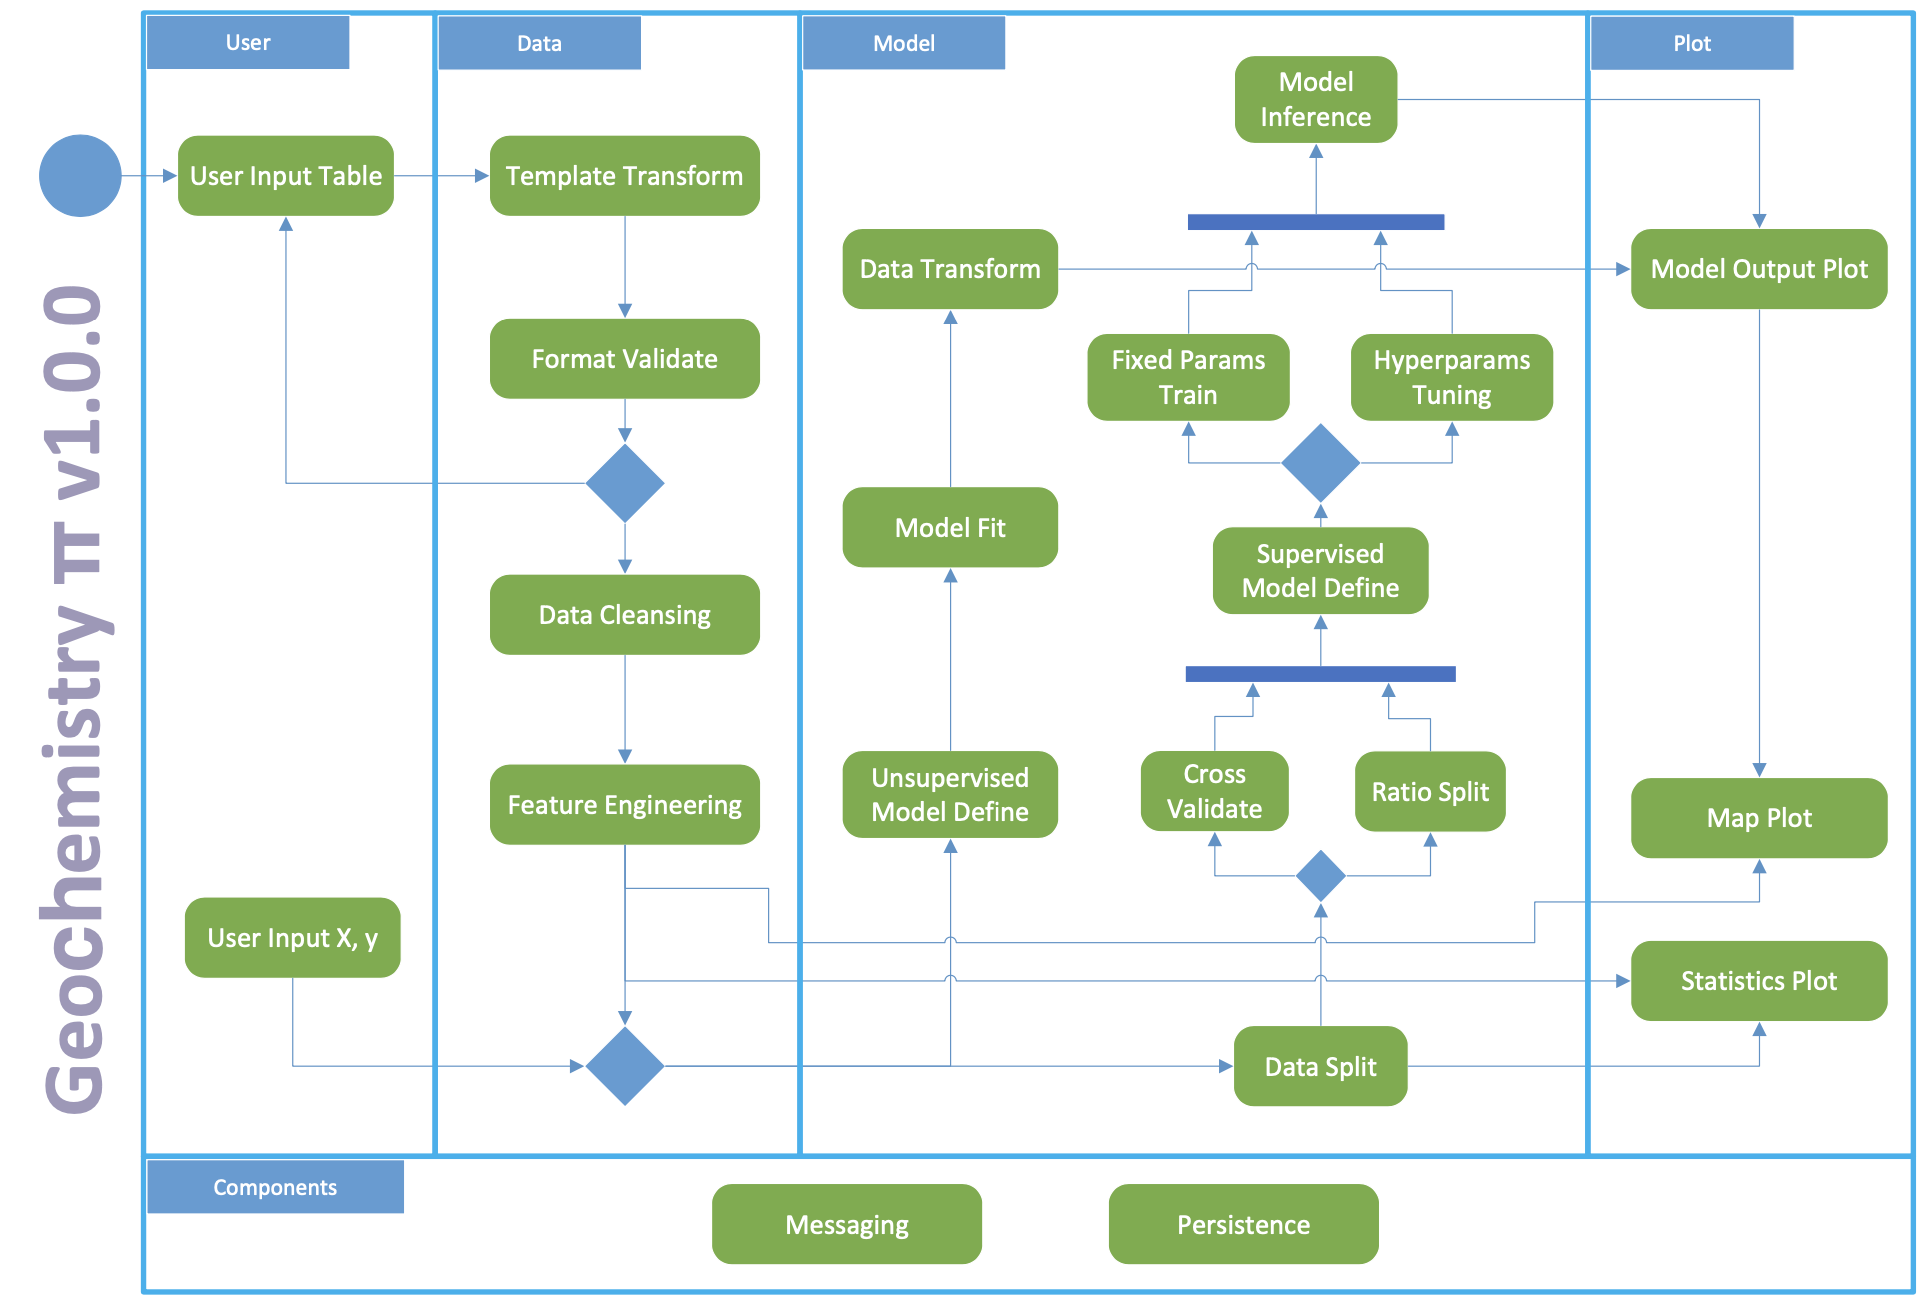 Geochemistry π v1.0.0
User
Data
Model
Plot
Model
Inference
User Input Table
Template Transform
Data Transform
Model Output Plot
Format Validate
Fixed Params
Train
Hyperparams
Tuning
Model Fit
Supervised
Model Define
Data Cleansing
Feature Engineering
Unsupervised
Model Define
Cross
Validate
Ratio Split
Map Plot
User Input X, y
Statistics Plot
Data Split
Components
Messaging
Persistence